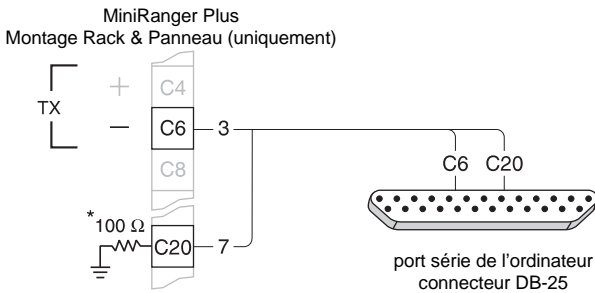 MiniRanger Plus
Montage Rack & Panneau (uniquement)
TX
+
C4
–
C6
3
C8
C6 C20
*100 Ω
C20
7
port série de l'ordinateur
connecteur DB-25